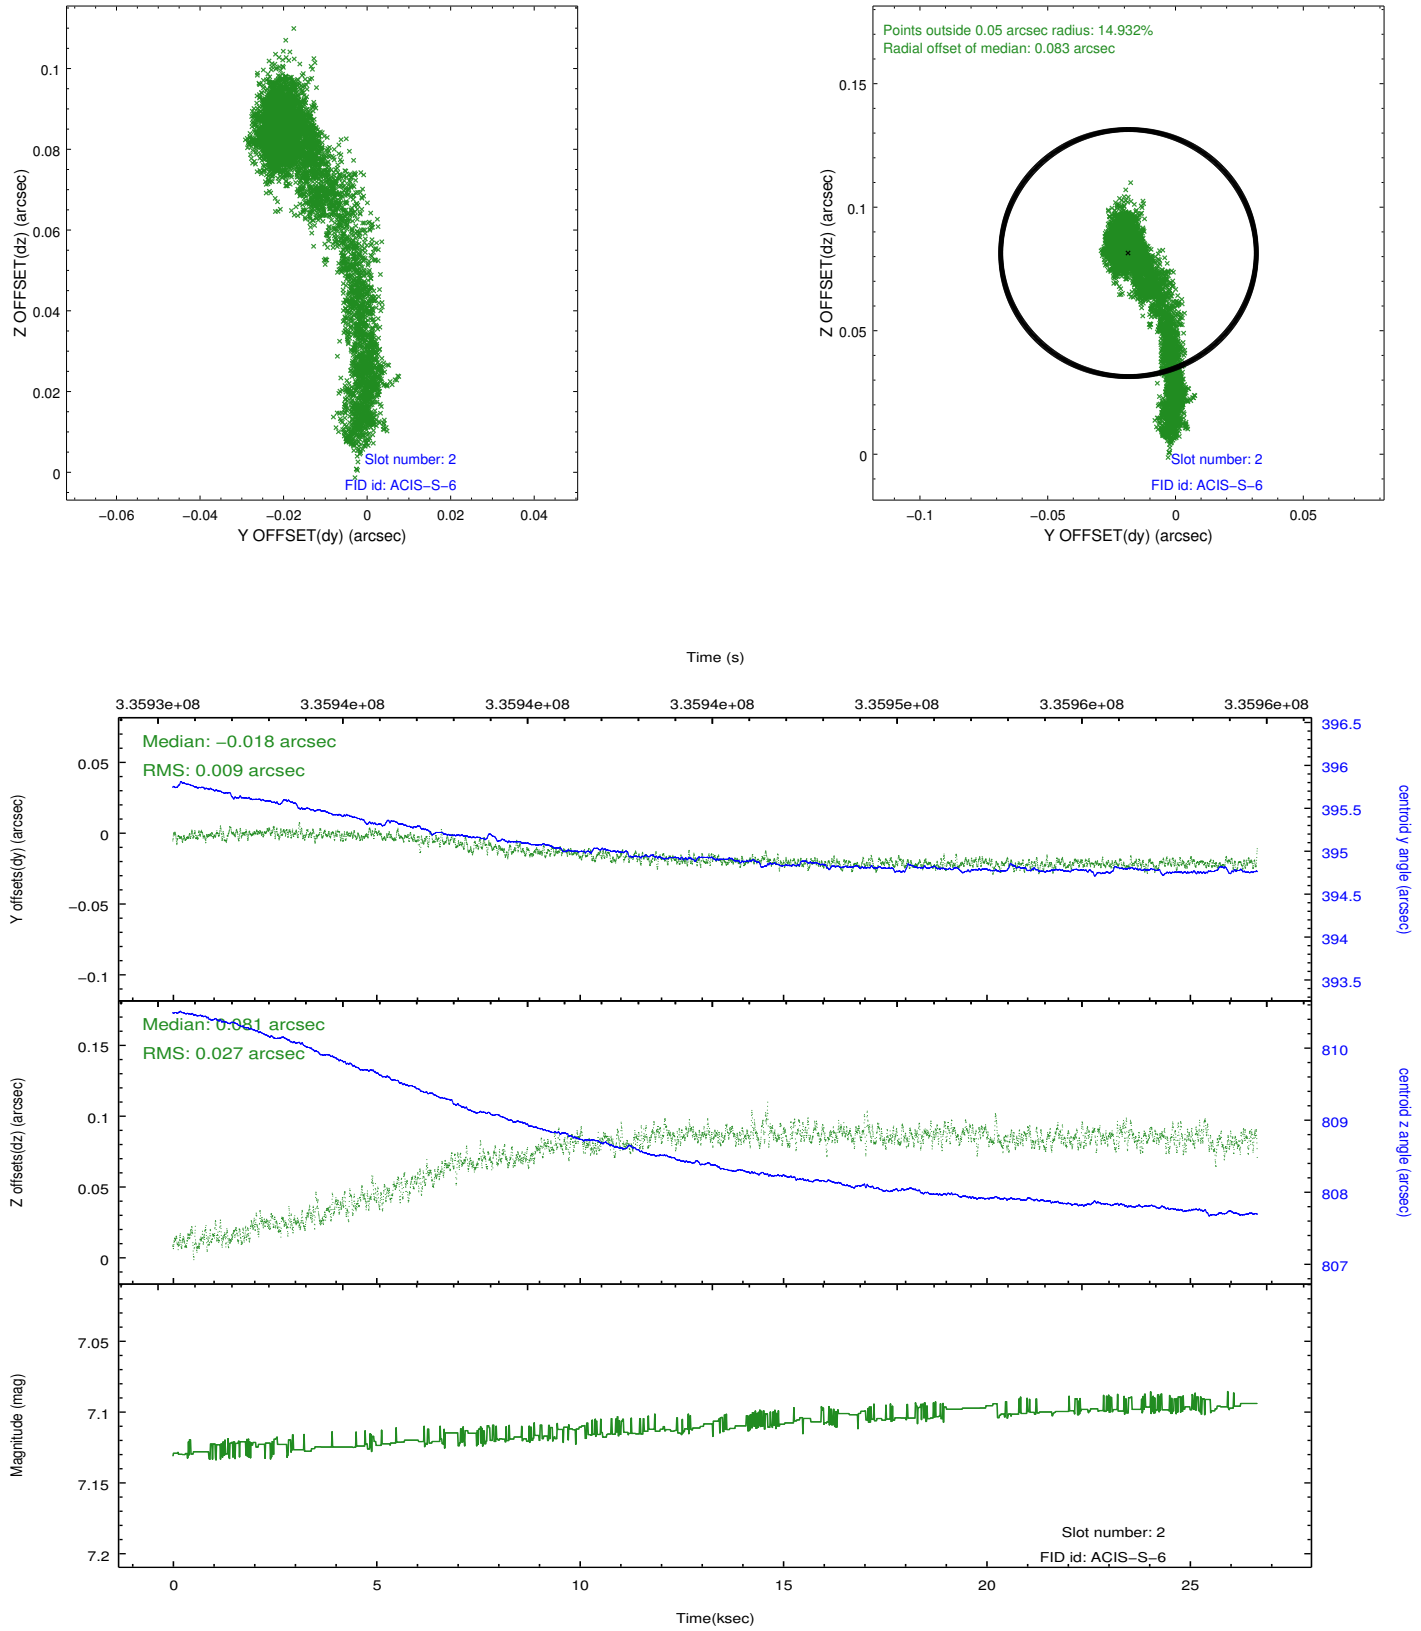 0.1
0.08
0.06
0.04
0.02
0
Z OFFSET(dz) (arcsec)
Slot number: 2
FID id: ACIS−S−6
−0.06 −0.04 −0.02 0 0.02 0.04
Y OFFSET(dy) (arcsec)
Points outside 0.05 arcsec radius: 14.932%
Radial offset of median: 0.083 arcsec
0.15
0.1
0.05
0
Z OFFSET(dz) (arcsec)
Slot number: 2
FID id: ACIS−S−6
−0.1 −0.05 0 0.05
Y OFFSET(dy) (arcsec)
Time (s)
3.3593e+08 3.3594e+08 3.3594e+08 3.3594e+08 3.3595e+08 3.3596e+08 3.3596e+08
Median: −0.018 arcsec
RMS: 0.009 arcsec
0.05
0
−0.05
−0.1
Y offsets(dy) (arcsec)
396.5
396
395.5
395
394.5
394
393.5
centroid y angle (arcsec)
Median: 0.081 arcsec
RMS: 0.027 arcsec
0.15
0.1
0.05
0
Z offsets(dz) (arcsec)
810
809
808
807
centroid z angle (arcsec)
7.05
7.1
7.15
7.2
Magnitude (mag)
Slot number: 2
FID id: ACIS−S−6
0 5 10 15 20 25
Time(ksec)